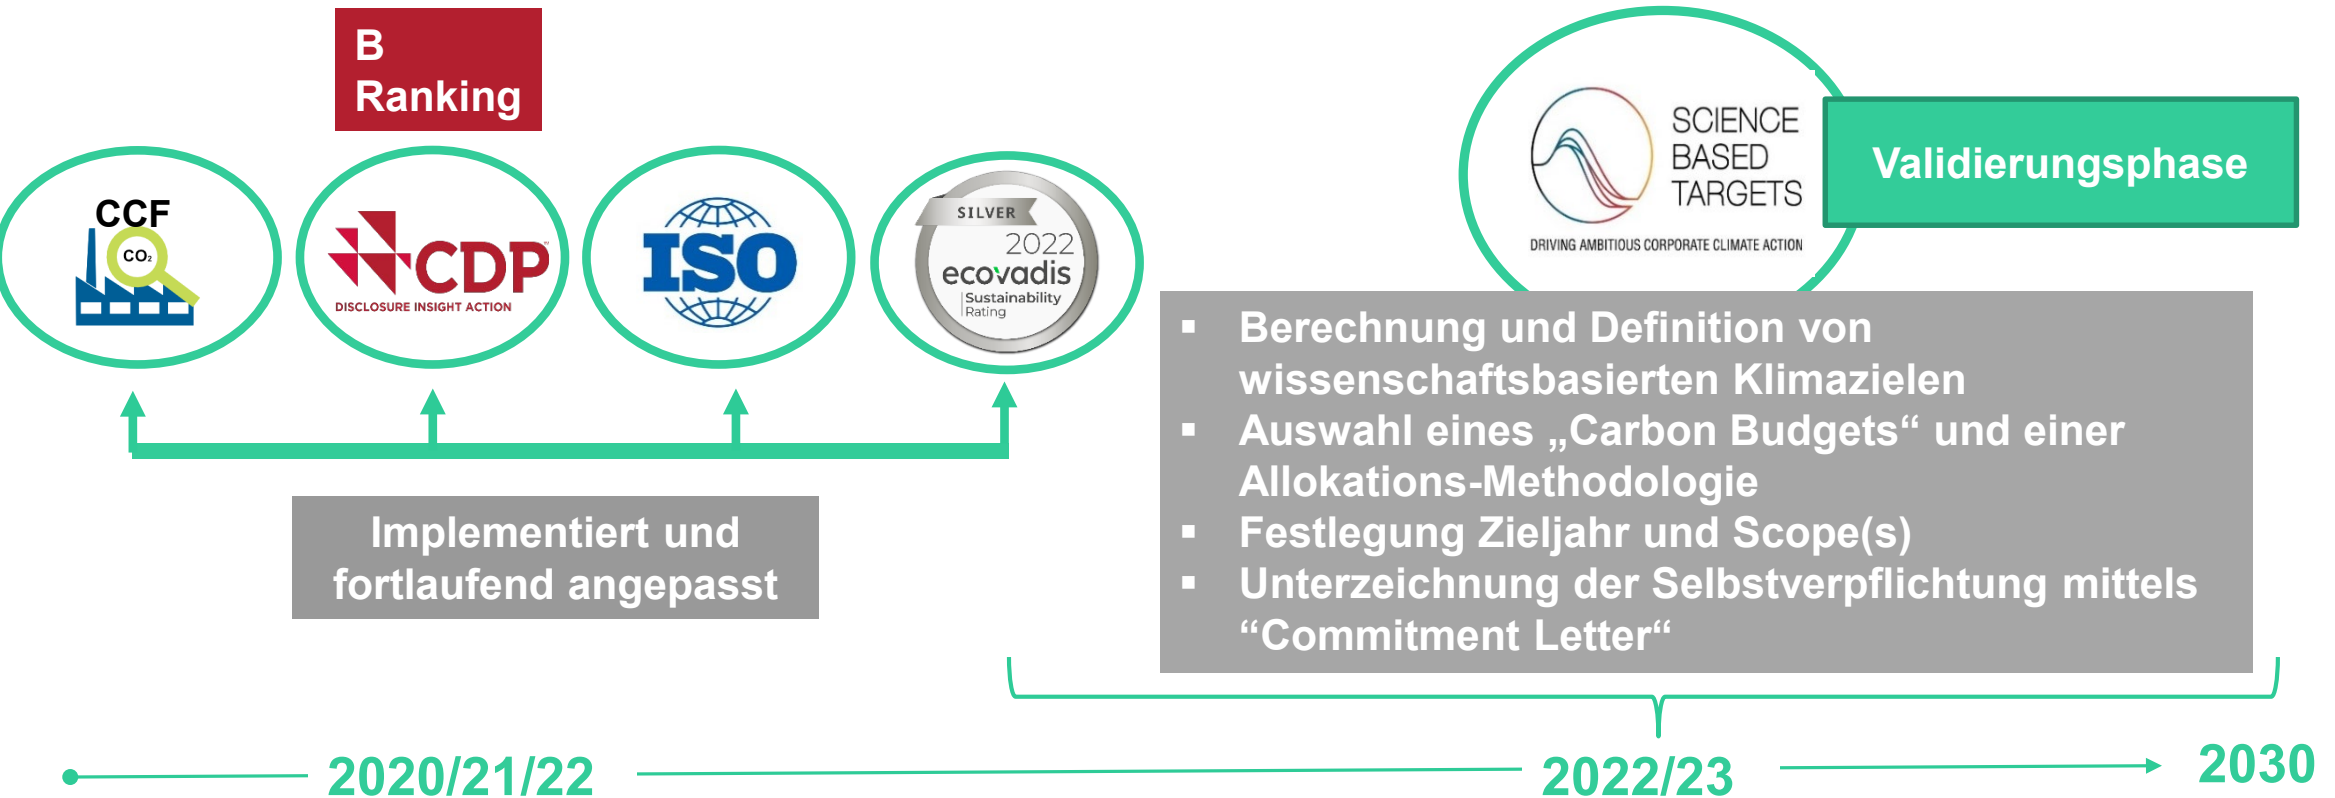 B
Ranking
CCF
CO₂
CDP
DISCLOSURE INSIGHT ACTION
ISO
SILVER
2022
ecovadis
Sustainability
Rating
Implementiert und
fortlaufend angepasst
SCIENCE
BASED
TARGETS
DRIVING AMBITIOUS CORPORATE CLIMATE ACTION
Validierungsphase
▪ Berechnung und Definition von
wissenschaftsbasierten Klimazielen
▪ Auswahl eines „Carbon Budgets“ und einer
Allokations-Methodologie
▪ Festlegung Zieljahr und Scope(s)
▪ Unterzeichnung der Selbstverpflichtung mittels
“Commitment Letter“
2020/21/22
2022/23
2030